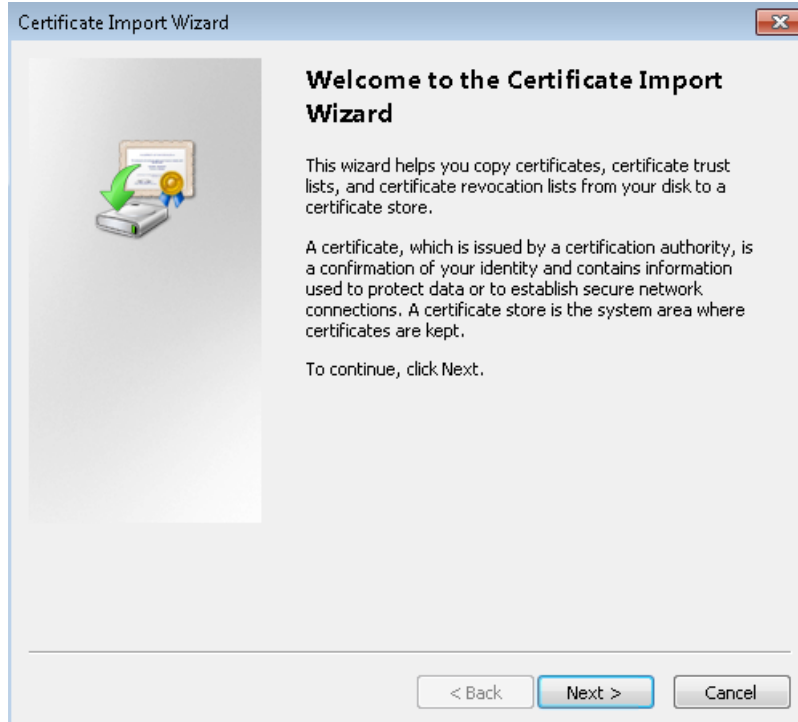 Certificate Import Wizard
Welcome to the Certificate Import
Wizard
This wizard helps you copy certificates, certificate trust
lists, and certificate revocation lists from your disk to a
certificate store.
A certificate, which is issued by a certification authority, is
a confirmation of your identity and contains information
used to protect data or to establish secure network
connections. A certificate store is the system area where
certificates are kept.
To continue, click Next.
< Back Next > Cancel